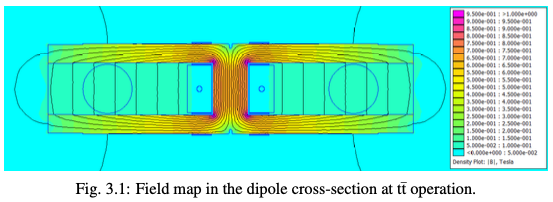 9.500e-001 : >1.000e+000
9.000e-001 : 9.500e-001
8.500e-001 : 9.000e-001
8.000e-001 : 8.500e-001
7.500e-001 : 8.000e-001
7.000e-001 : 7.500e-001
6.500e-001 : 7.000e-001
6.000e-001 : 6.500e-001
5.500e-001 : 6.000e-001
5.000e-001 : 5.500e-001
4.500e-001 : 5.000e-001
4.000e-001 : 4.500e-001
3.500e-001 : 4.000e-001
3.000e-001 : 3.500e-001
2.500e-001 : 3.000e-001
2.000e-001 : 2.500e-001
1.500e-001 : 2.000e-001
1.000e-001 : 1.500e-001
5.000e-002 : 1.000e-001
<0.000e+000 : 5.000e-002
Density Plot: |B|, Tesla
Fig. 3.1: Field map in the dipole cross-section at tt̄ operation.